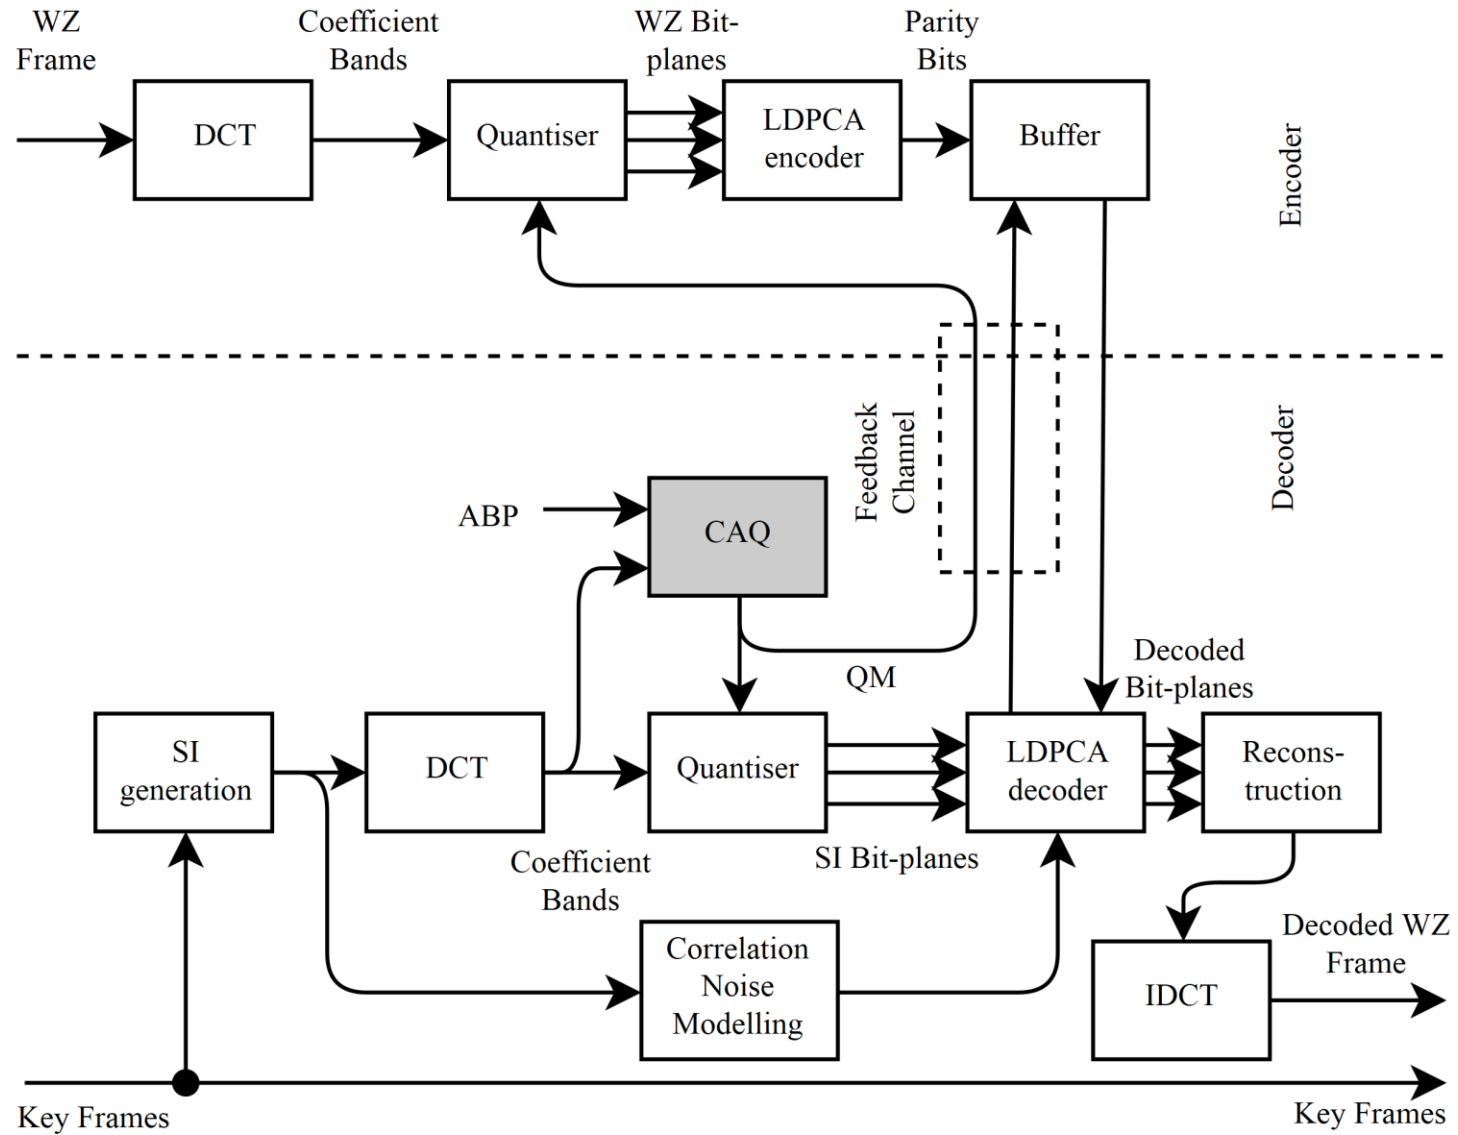 WZ
Frame
Coefficient
Bands
WZ Bit-
planes
Parity
Bits
DCT
Quantiser
LDPCA
encoder
Buffer
Encoder
Feedback
Channel
Decoder
ABP
CAQ
QM
Decoded
Bit-planes
SI
generation
DCT
Quantiser
LDPCA
decoder
Recons-
truction
Coefficient
Bands
SI Bit-planes
Correlation
Noise
Modelling
IDCT
Decoded WZ
Frame
Key Frames
Key Frames